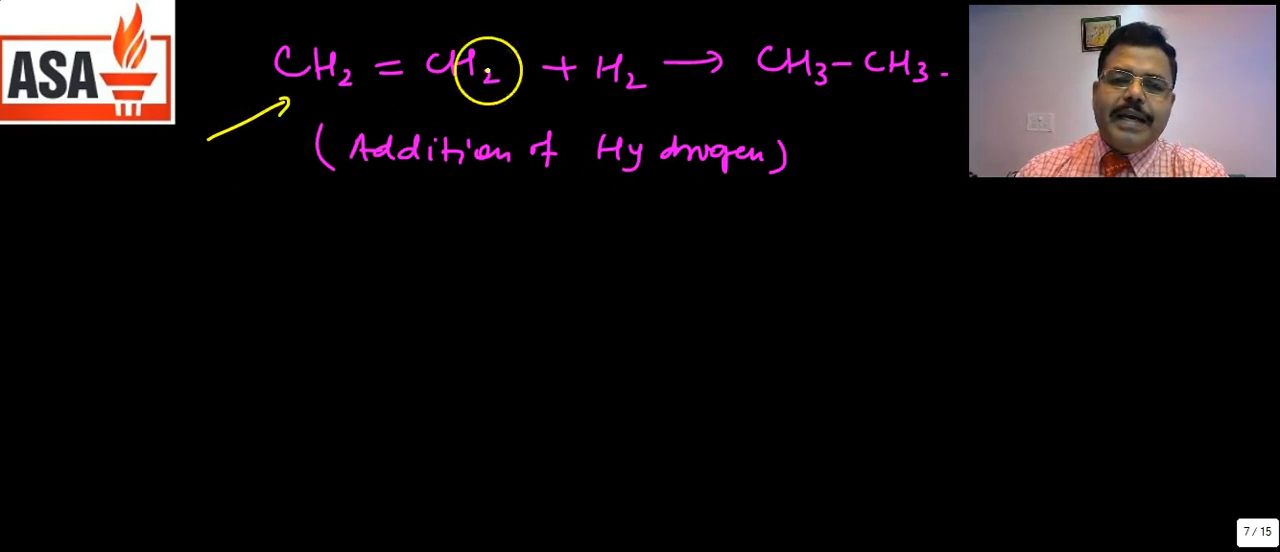 ASA
CH₂ = CH₂ + H₂ → CH₃–CH₃.
(Addition of Hydrogen)
7 / 15